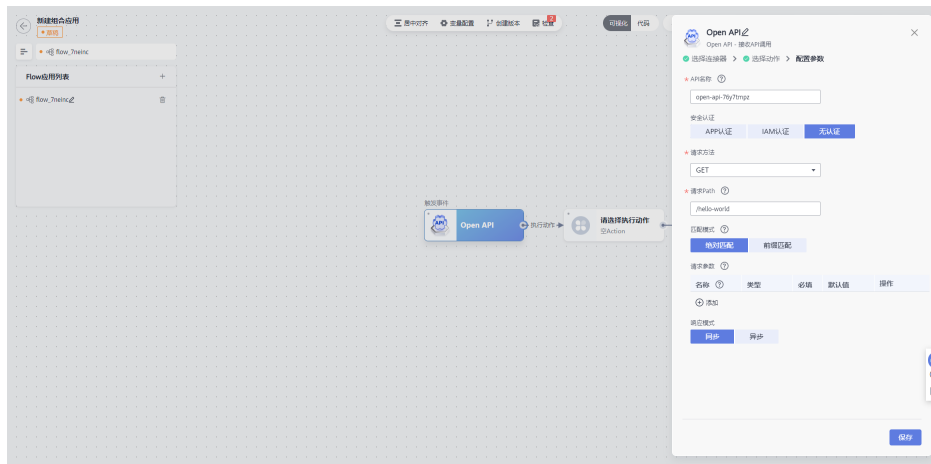 新建组合应用
草稿
居中对齐 变量配置 创建版本 检查 2
可视化 代码
flow_7neinc
Flow应用列表 +
flow_7neinc
触发事件
API
Open API
执行动作
请选择执行动作
空Action
API
Open API
Open API - 接收API调用
选择连接器 > 选择动作 > 配置参数
* API名称 ?
open-api-76y7tmpz
安全认证
APP认证 IAM认证 无认证
* 请求方法
GET
* 请求Path ?
/hello-world
匹配模式 ?
绝对匹配 前缀匹配
请求参数 ?
名称 ? 类型 必填 默认值 操作
添加
响应模式
同步 异步
保存